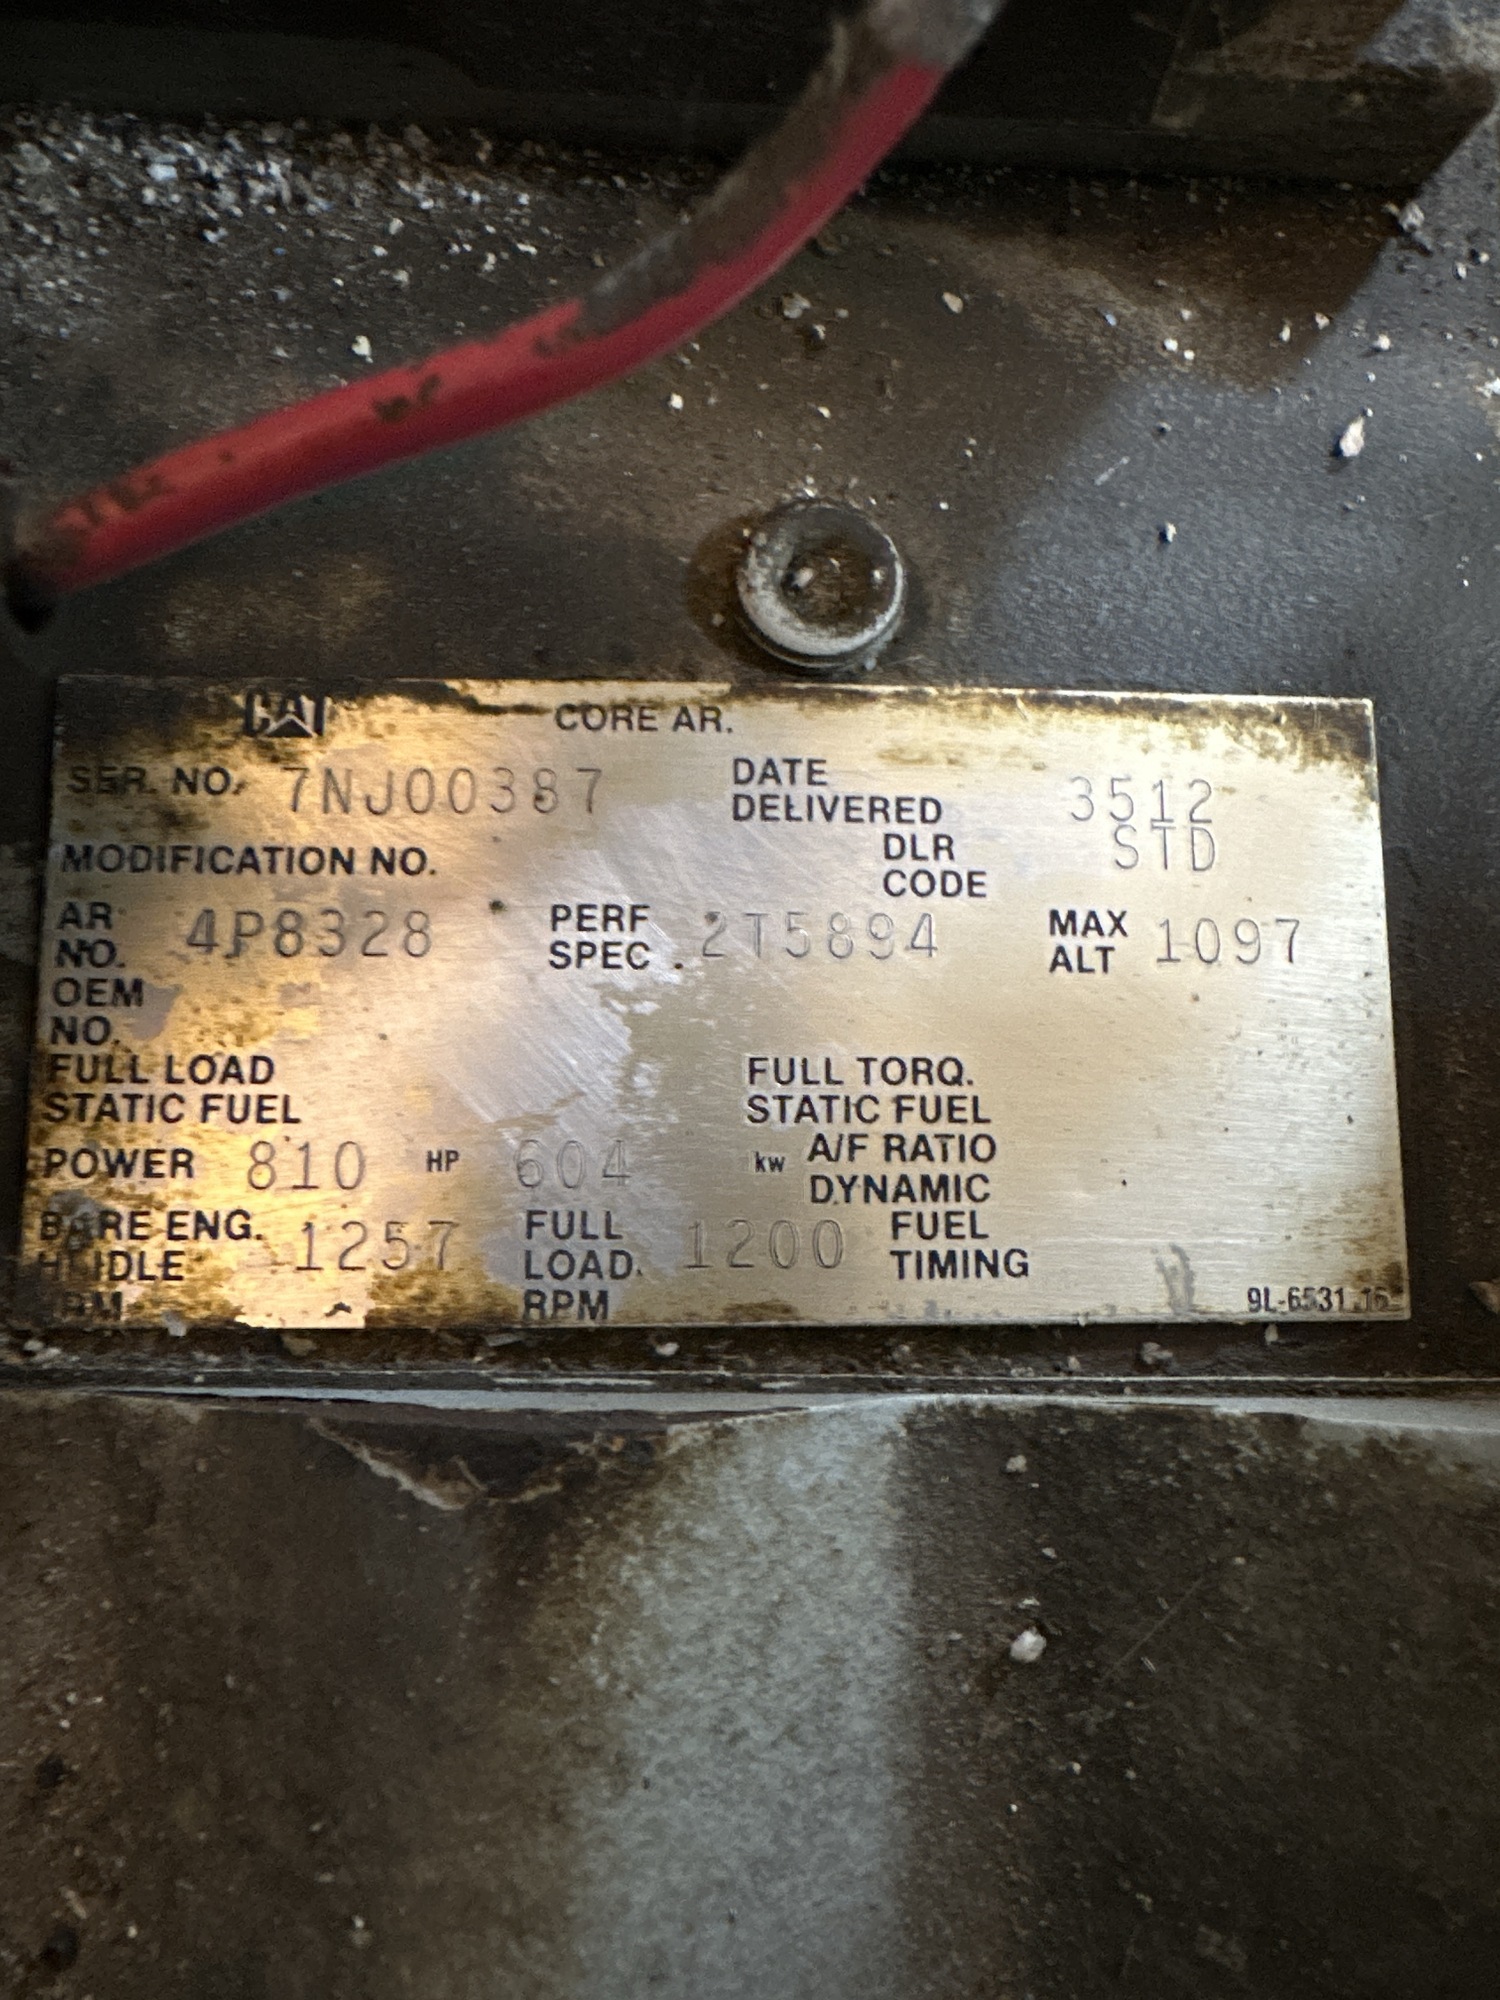 CAT CORE AR.
SER. NO. 7NJ00387 DATE DELIVERED 3512
MODIFICATION NO. DLR CODE STD
AR NO. 4P8328 PERF SPEC 2T5894 MAX ALT 1097
OEM NO.
FULL LOAD STATIC FUEL FULL TORQ. STATIC FUEL
POWER 810 HP 604 kw A/F RATIO DYNAMIC
BARE ENG. HI IDLE RPM 1257 FULL LOAD RPM 1200 FUEL TIMING
9L-6531